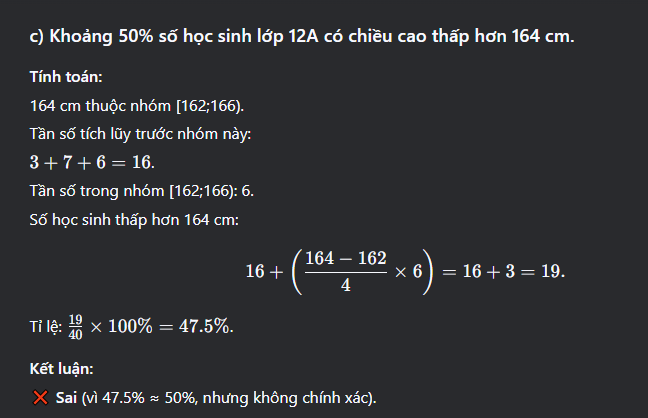 c) Khoảng 50% số học sinh lớp 12A có chiều cao thấp hơn 164 cm.
Tính toán:
164 cm thuộc nhóm [162;166).
Tần số tích lũy trước nhóm này:
3 + 7 + 6 = 16.
Tần số trong nhóm [162;166): 6.
Số học sinh thấp hơn 164 cm:
16 + ( (164 − 162)/4 × 6 ) = 16 + 3 = 19.
Tỉ lệ: 19/40 × 100% = 47.5%.
Kết luận:
❌ Sai (vì 47.5% ≈ 50%, nhưng không chính xác).